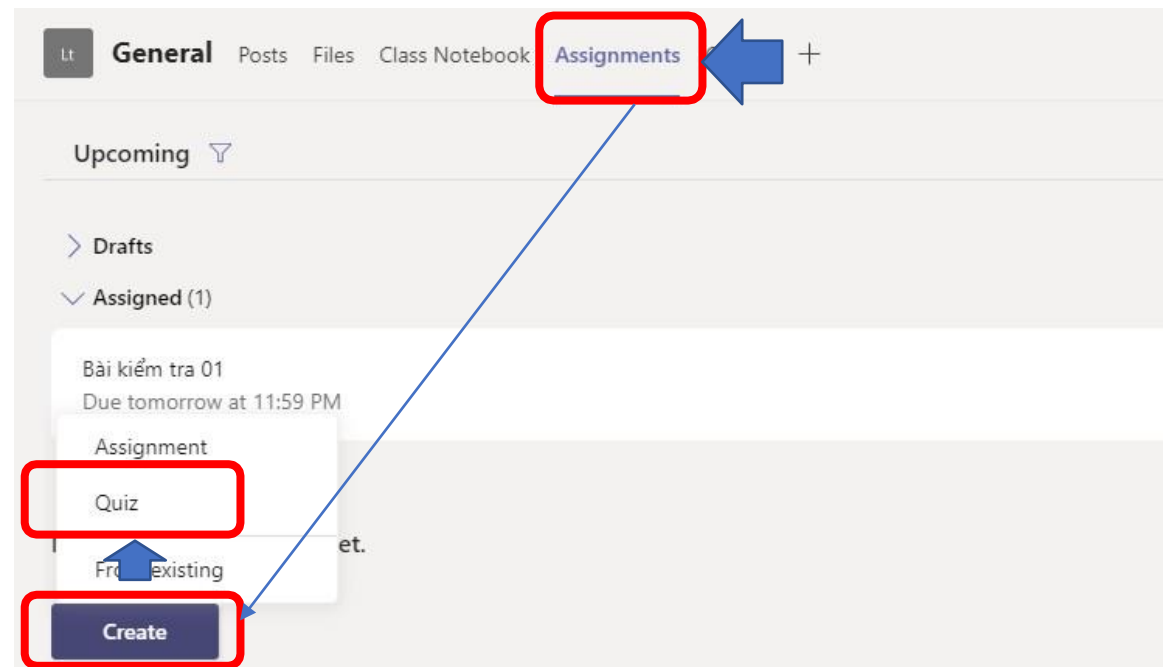 Lt General Posts Files Class Notebook Assignments
Upcoming
Drafts
Assigned (1)
Bài kiểm tra 01
Due tomorrow at 11:59 PM
Assignment
Quiz
et.
existing
Create